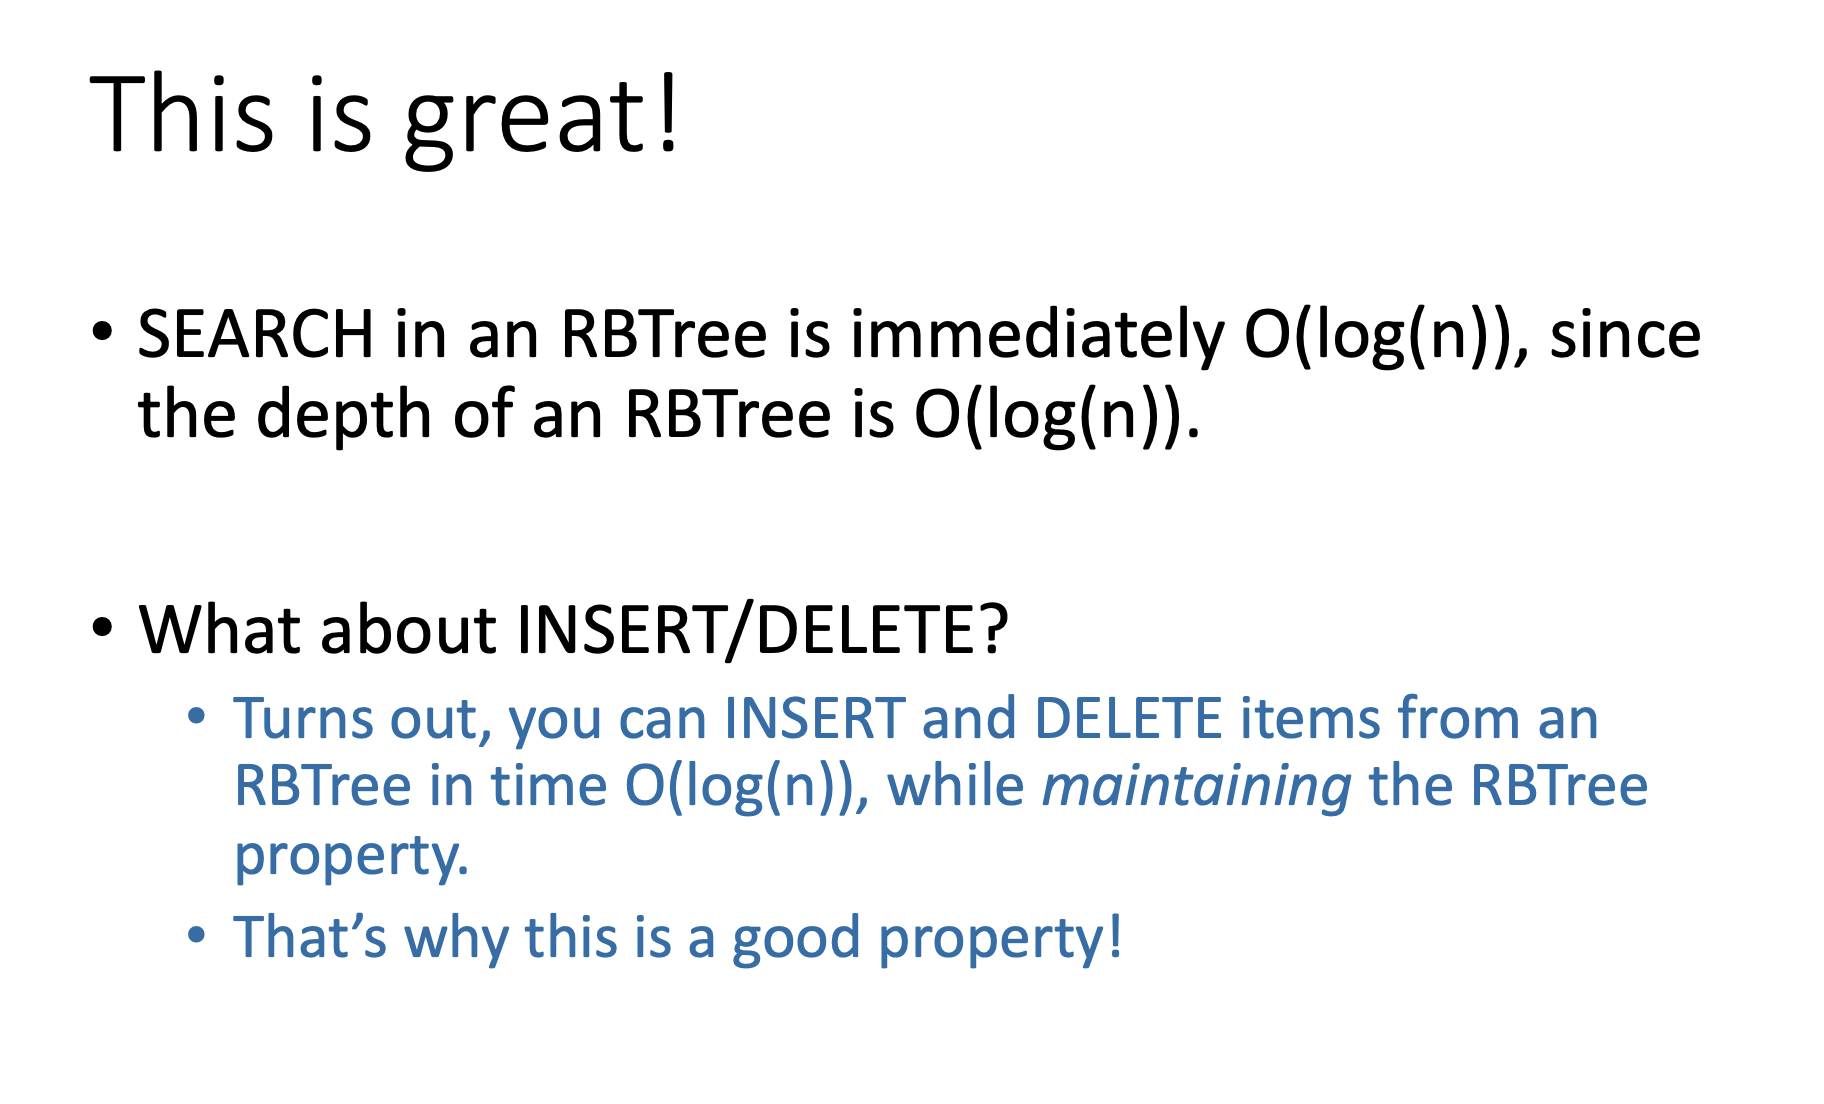 This is great!
• SEARCH in an RBTree is immediately O(log(n)), since
the depth of an RBTree is O(log(n)).
• What about INSERT/DELETE?
• Turns out, you can INSERT and DELETE items from an
RBTree in time O(log(n)), while maintaining the RBTree
property.
• That’s why this is a good property!